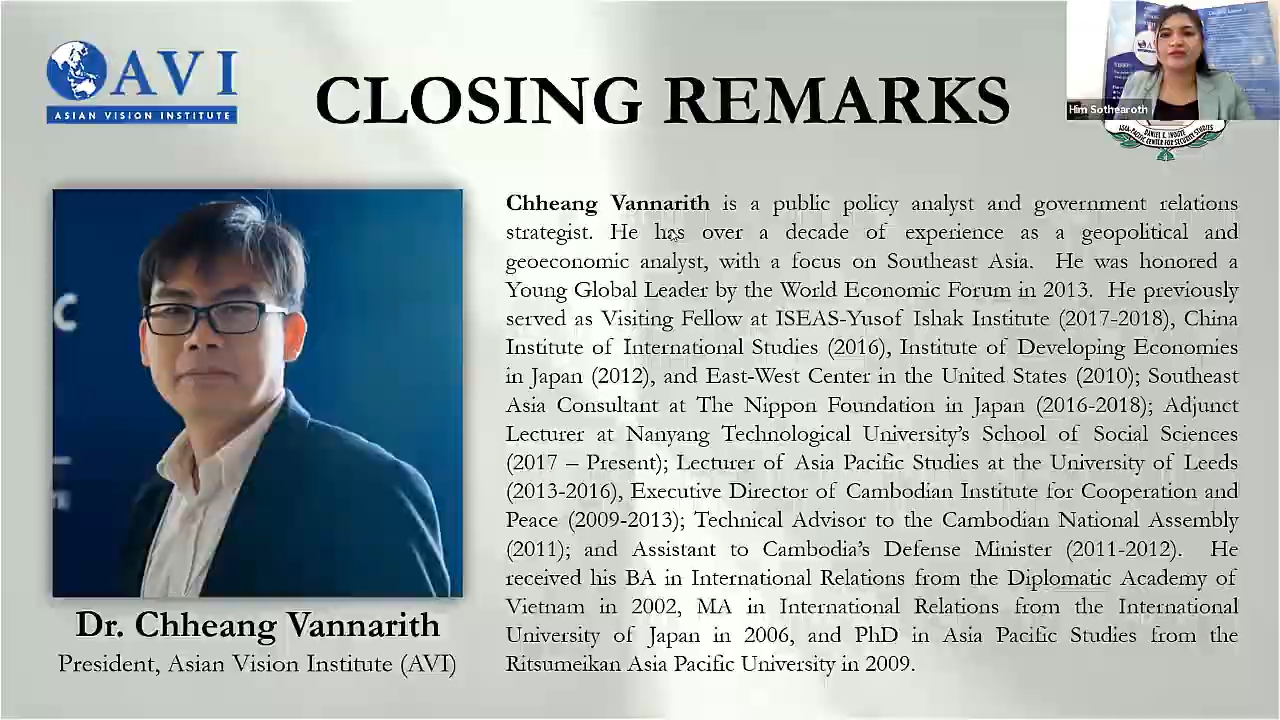 AVI
ASIAN VISION INSTITUTE
CLOSING REMARKS
Him Sothearoth
DANIEL K. INOUYE
ASIA-PACIFIC CENTER FOR SECURITY STUDIES
Chheang Vannarith is a public policy analyst and government relations
strategist. He has over a decade of experience as a geopolitical and
geoeconomic analyst, with a focus on Southeast Asia. He was honored a
Young Global Leader by the World Economic Forum in 2013. He previously
served as Visiting Fellow at ISEAS-Yusof Ishak Institute (2017-2018), China
Institute of International Studies (2016), Institute of Developing Economies
in Japan (2012), and East-West Center in the United States (2010); Southeast
Asia Consultant at The Nippon Foundation in Japan (2016-2018); Adjunct
Lecturer at Nanyang Technological University's School of Social Sciences
(2017 – Present); Lecturer of Asia Pacific Studies at the University of Leeds
(2013-2016), Executive Director of Cambodian Institute for Cooperation and
Peace (2009-2013); Technical Advisor to the Cambodian National Assembly
(2011); and Assistant to Cambodia's Defense Minister (2011-2012). He
received his BA in International Relations from the Diplomatic Academy of
Vietnam in 2002, MA in International Relations from the International
University of Japan in 2006, and PhD in Asia Pacific Studies from the
Ritsumeikan Asia Pacific University in 2009.
Dr. Chheang Vannarith
President, Asian Vision Institute (AVI)